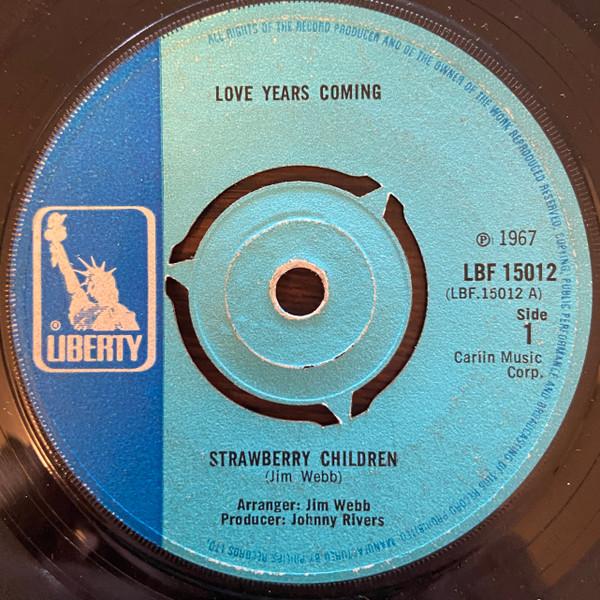 ALL RIGHTS OF THE RECORD PRODUCER AND OF THE OWNER OF THE WORK REPRODUCED RESERVED. COPYING, PUBLIC PERFORMANCE AND BROADCASTING OF THIS RECORD PROHIBITED. MANUFACTURED BY PHILIPS RECORDS LTD.
LOVE YEARS COMING
℗ 1967
LBF 15012
(LBF.15012 A)
Side
1
Cariin Music
Corp.
® LIBERTY
STRAWBERRY CHILDREN
(Jim Webb)
Arranger: Jim Webb
Producer: Johnny Rivers